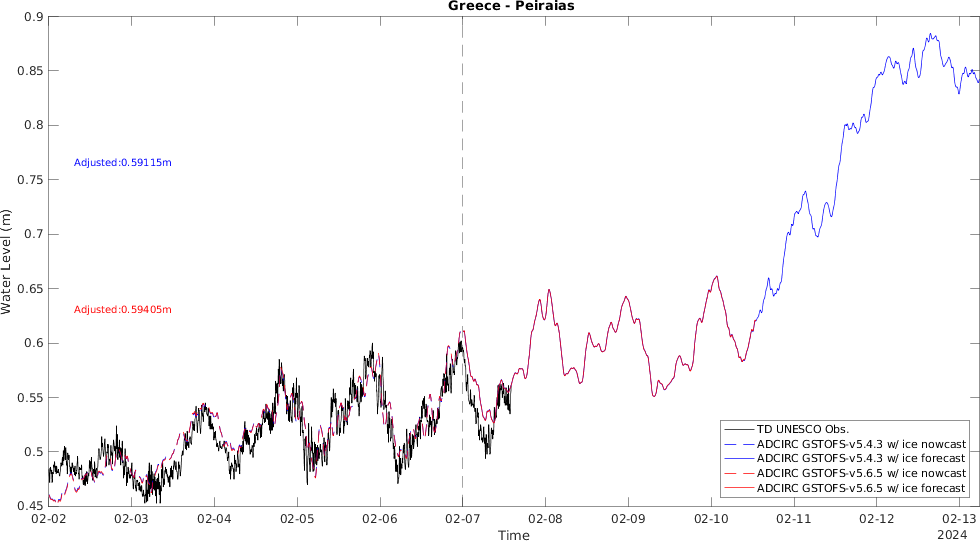 Greece - Peiraias
0.9
0.85
0.8
0.75
0.7
0.65
0.6
0.55
0.5
0.45
Water Level (m)
Adjusted:0.59115m
Adjusted:0.59405m
TD UNESCO Obs.
ADCIRC GSTOFS-v5.4.3 w/ ice nowcast
ADCIRC GSTOFS-v5.4.3 w/ ice forecast
ADCIRC GSTOFS-v5.6.5 w/ ice nowcast
ADCIRC GSTOFS-v5.6.5 w/ ice forecast
02-02 02-03 02-04 02-05 02-06 02-07 02-08 02-09 02-10 02-11 02-12 02-13
Time
2024